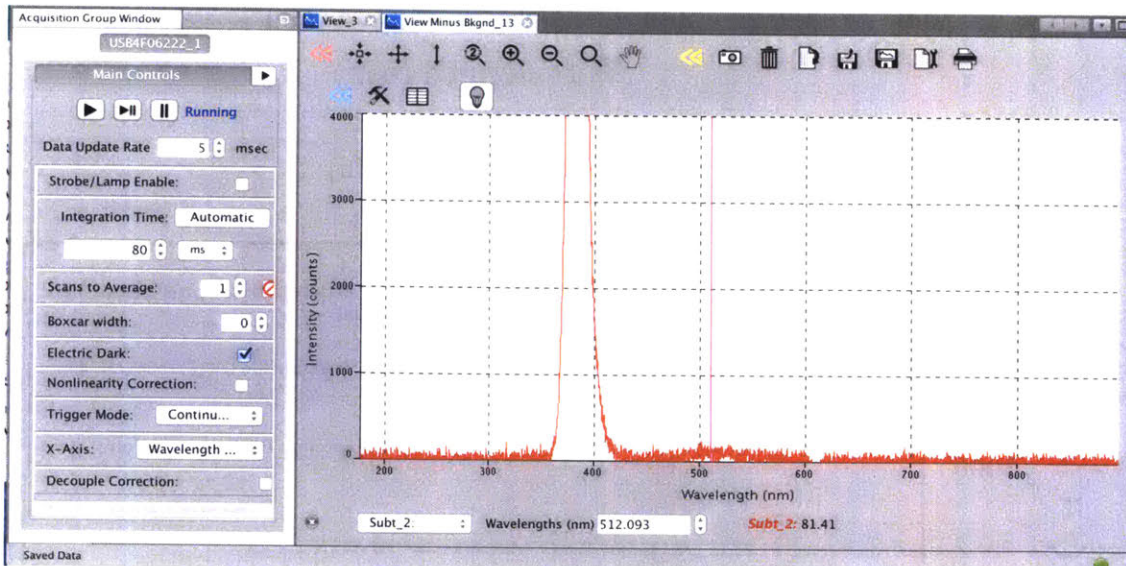 Acquisition Group Window
USB4F06222_1
Main Controls
Running
Data Update Rate 5 msec
Strobe/Lamp Enable:
Integration Time: Automatic
80 ms
Scans to Average: 1
Boxcar width: 0
Electric Dark:
Nonlinearity Correction:
Trigger Mode: Continu...
X-Axis: Wavelength ...
Decouple Correction:
Saved Data
View_3 View Minus Bkgnd_13
2
Intensity (counts)
4000
3000
2000
1000
0
200 300 400 500 600 700 800
Wavelength (nm)
Subt_2: Wavelengths (nm) 512.093 Subt_2: 81.41